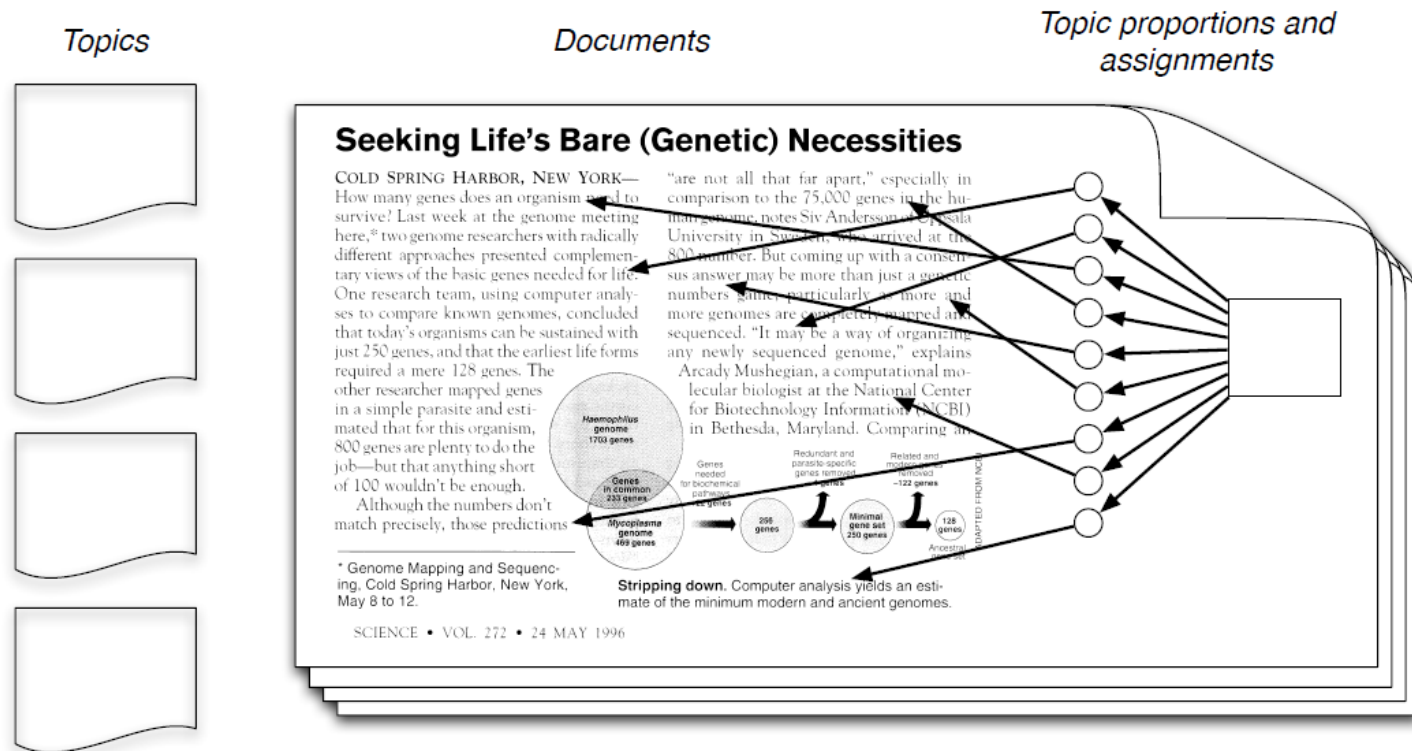 Topics
Documents
Topic proportions and
assignments
Seeking Life's Bare (Genetic) Necessities
COLD SPRING HARBOR, NEW YORK—
How many genes does an organism need to
survive? Last week at the genome meeting
here,* two genome researchers with radically
different approaches presented complemen-
tary views of the basic genes needed for life.
One research team, using computer analy-
ses to compare known genomes, concluded
that today's organisms can be sustained with
just 250 genes, and that the earliest life forms
required a mere 128 genes. The
other researcher mapped genes
in a simple parasite and esti-
mated that for this organism,
800 genes are plenty to do the
job—but that anything short
of 100 wouldn't be enough.
Although the numbers don't
match precisely, those predictions
* Genome Mapping and Sequenc-
ing, Cold Spring Harbor, New York,
May 8 to 12.
"are not all that far apart," especially in
comparison to the 75,000 genes in the hu-
man genome, notes Siv Andersson of Uppsala
University in Sweden, who arrived at the
800 number. But coming up with a consen-
sus answer may be more than just a genetic
numbers game, particularly as more and
more genomes are completely mapped and
sequenced. "It may be a way of organizing
any newly sequenced genome," explains
Arcady Mushegian, a computational mo-
lecular biologist at the National Center
for Biotechnology Information (NCBI)
in Bethesda, Maryland. Comparing an
Haemophilus
genome
1703 genes
Genes
in common
233 genes
Mycoplasma
genome
469 genes
Genes
needed
for biochemical
pathways
genes
256
genes
Redundant and
parasite-specific
genes removed
genes
Minimal
gene set
250 genes
Related and
modern genes
removed
–122 genes
128
genes
Ancestral
gene set
ADAPTED FROM NCBI
Stripping down. Computer analysis yields an esti-
mate of the minimum modern and ancient genomes.
SCIENCE • VOL. 272 • 24 MAY 1996